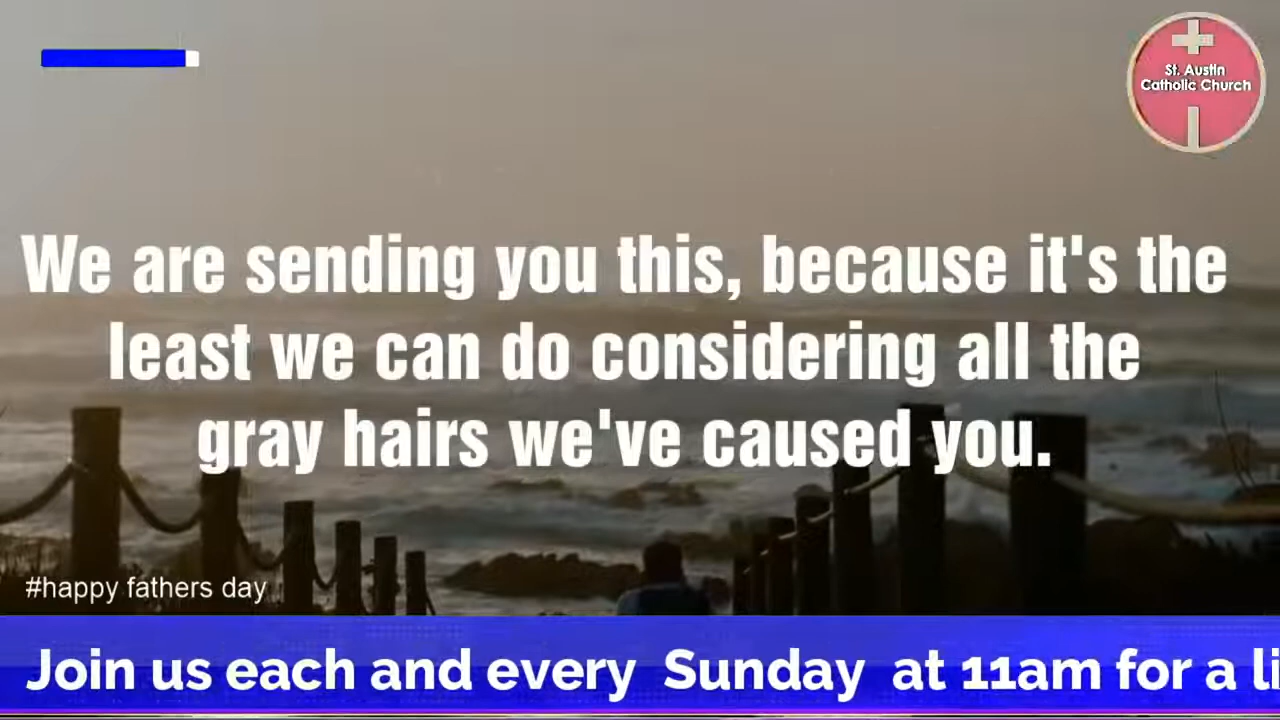 St. Austin
Catholic Church
We are sending you this, because it's the
least we can do considering all the
gray hairs we've caused you.
#happy fathers day
Join us each and every Sunday at 11am for a li